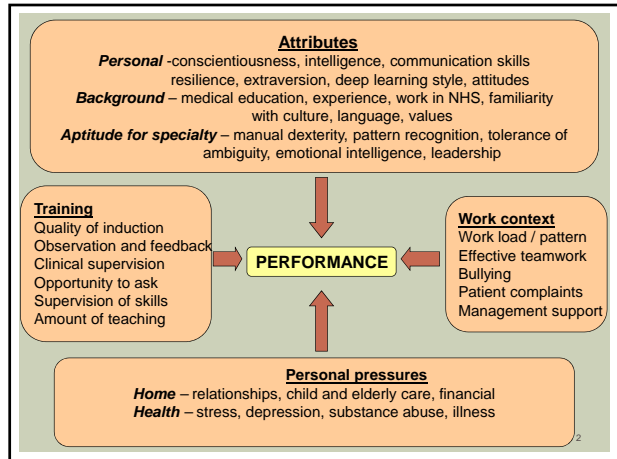 Attributes
Personal -conscientiousness, intelligence, communication skills
resilience, extraversion, deep learning style, attitudes
Background – medical education, experience, work in NHS, familiarity
with culture, language, values
Aptitude for specialty – manual dexterity, pattern recognition, tolerance of
ambiguity, emotional intelligence, leadership
Training
Quality of induction
Observation and feedback
Clinical supervision
Opportunity to ask
Supervision of skills
Amount of teaching
PERFORMANCE
Work context
Work load / pattern
Effective teamwork
Bullying
Patient complaints
Management support
Personal pressures
Home – relationships, child and elderly care, financial
Health – stress, depression, substance abuse, illness
2